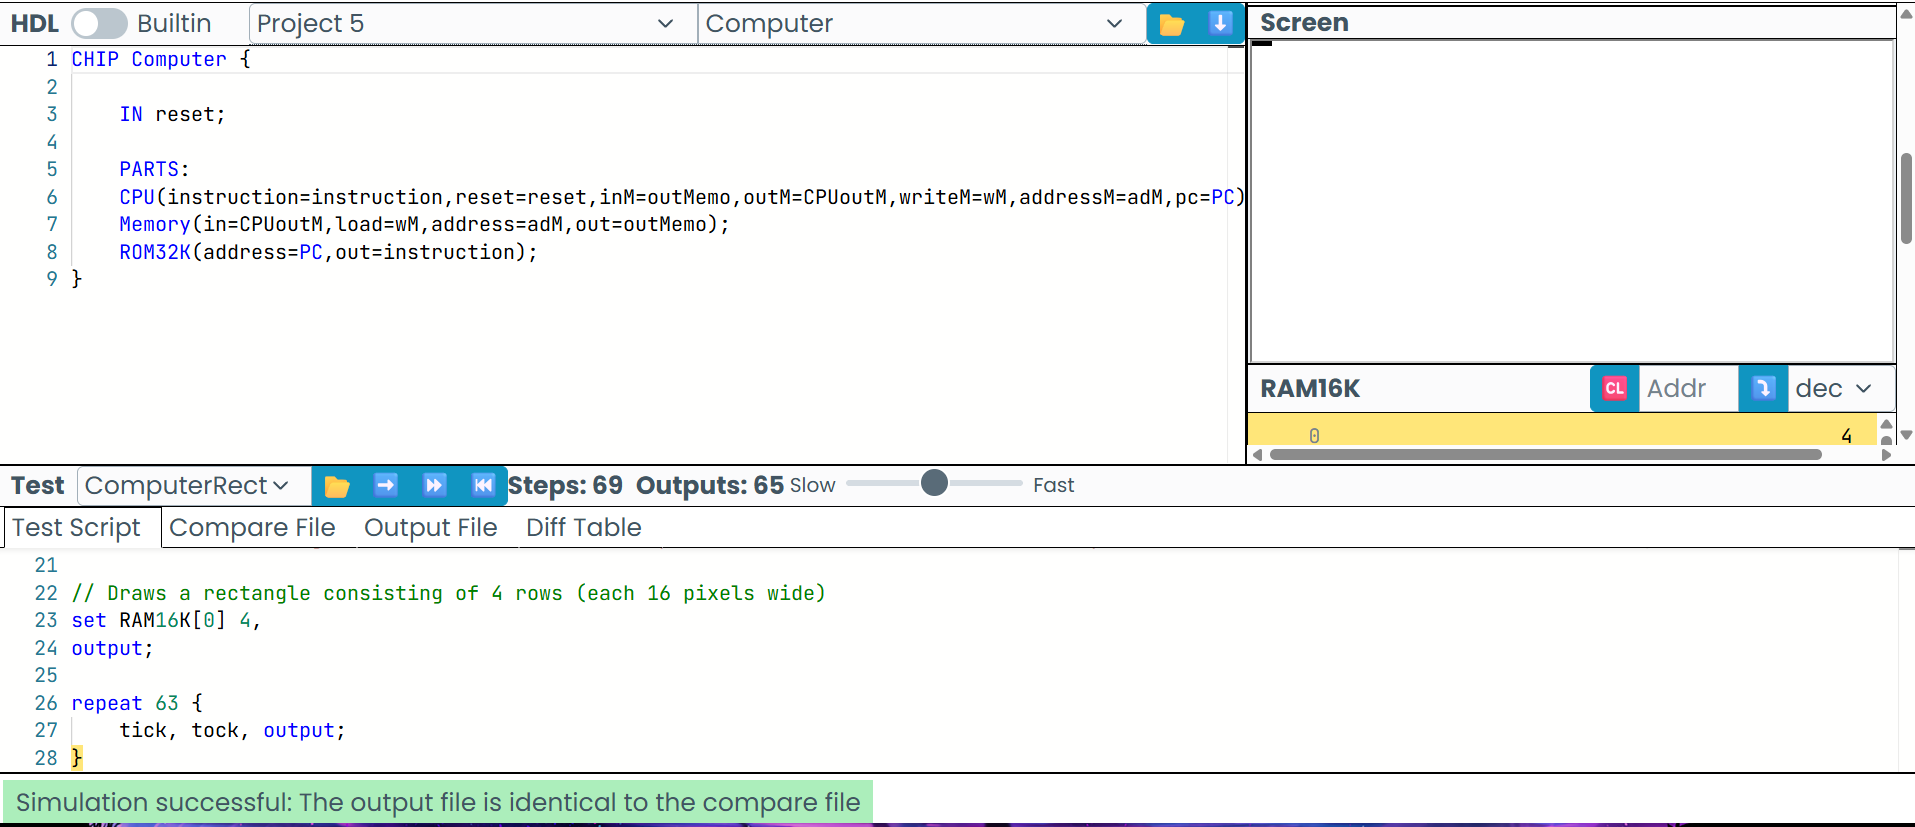 HDL Builtin Project 5 Computer
1 CHIP Computer {
2
3 IN reset;
4
5 PARTS:
6 CPU(instruction=instruction,reset=reset,inM=outMemo,outM=CPUoutM,writeM=wM,addressM=adM,pc=PC)
7 Memory(in=CPUoutM,load=wM,address=adM,out=outMemo);
8 ROM32K(address=PC,out=instruction);
9 }
Screen
RAM16K CL Addr dec
0 4
Test ComputerRect Steps: 69 Outputs: 65 Slow Fast
Test Script Compare File Output File Diff Table
21
22 // Draws a rectangle consisting of 4 rows (each 16 pixels wide)
23 set RAM16K[0] 4,
24 output;
25
26 repeat 63 {
27 tick, tock, output;
28 }
Simulation successful: The output file is identical to the compare file